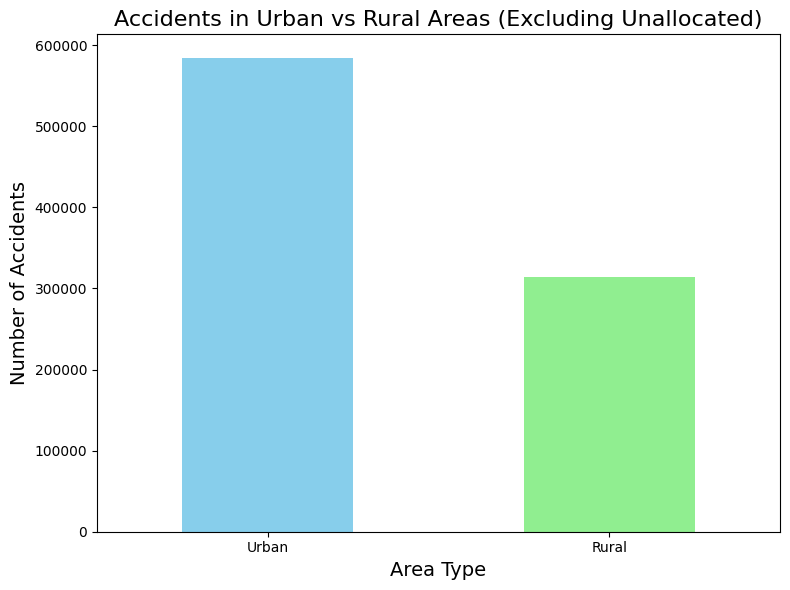 Accidents in Urban vs Rural Areas (Excluding Unallocated)
600000
500000
400000
300000
200000
100000
0
Number of Accidents
Urban
Rural
Area Type